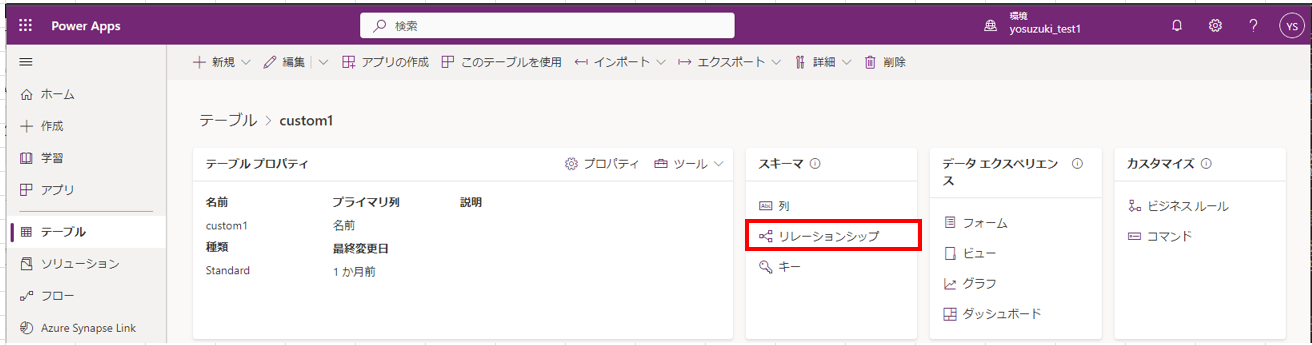 Power Apps
検索
環境
yosuzuki_test1
YS
新規
編集
アプリの作成
このテーブルを使用
インポート
エクスポート
詳細
削除
ホーム
作成
学習
アプリ
テーブル
ソリューション
フロー
Azure Synapse Link
テーブル > custom1
テーブル プロパティ
プロパティ
ツール
名前 プライマリ列 説明
custom1 名前
種類 最終変更日
Standard 1 か月前
スキーマ
Abc 列
リレーションシップ
キー
データ エクスペリエン
ス
フォーム
ビュー
グラフ
ダッシュボード
カスタマイズ
ビジネス ルール
コマンド